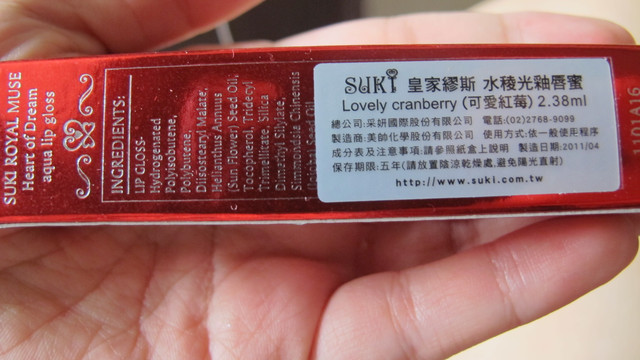 SUKI ROYAL MUSE
Heart of Dream
aqua lip gloss
INGREDIENTS:
LIP GLOSS-
Hydrogenated
Polyisobutene,
Polybutene,
Diisostearyl Malate,
Helianthus Annuus
(Sun Flower) Seed Oil,
Tocopherol, Tridecyl
Trimellitate, Silica
Dimethyl Silylate,
Simmondsia Chinensis
Seed Oil
SUKI 皇家繆斯 水稜光釉唇蜜
Lovely cranberry (可愛紅莓) 2.38ml
總公司:采妍國際股份有限公司 電話:(02)2768-9099
製造商:美帥化學股份有限公司 使用方式:依一般使用程序
成分表及注意事項:請參照紙盒上說明 製造日期:2011/04
保存期限:五年(請放置陰涼乾燥處,避免陽光直射)
http://www.suki.com.tw